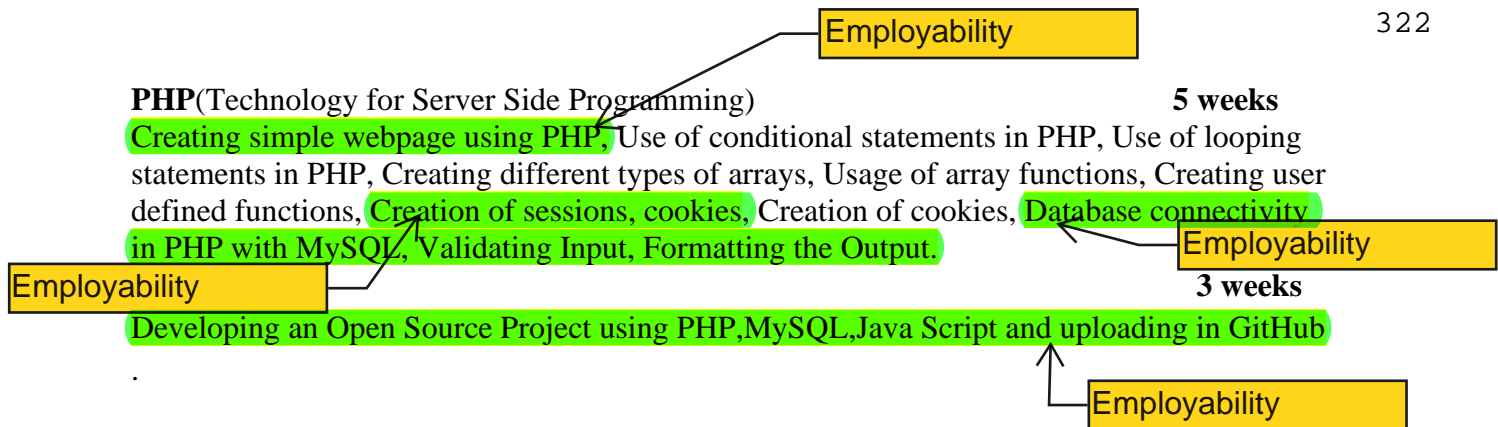 322
Employability
PHP(Technology for Server Side Programming) 5 weeks
Creating simple webpage using PHP, Use of conditional statements in PHP, Use of looping
statements in PHP, Creating different types of arrays, Usage of array functions, Creating user
defined functions, Creation of sessions, cookies, Creation of cookies, Database connectivity
in PHP with MySQL, Validating Input, Formatting the Output.
Employability
Employability
3 weeks
Developing an Open Source Project using PHP,MySQL,Java Script and uploading in GitHub
.
Employability